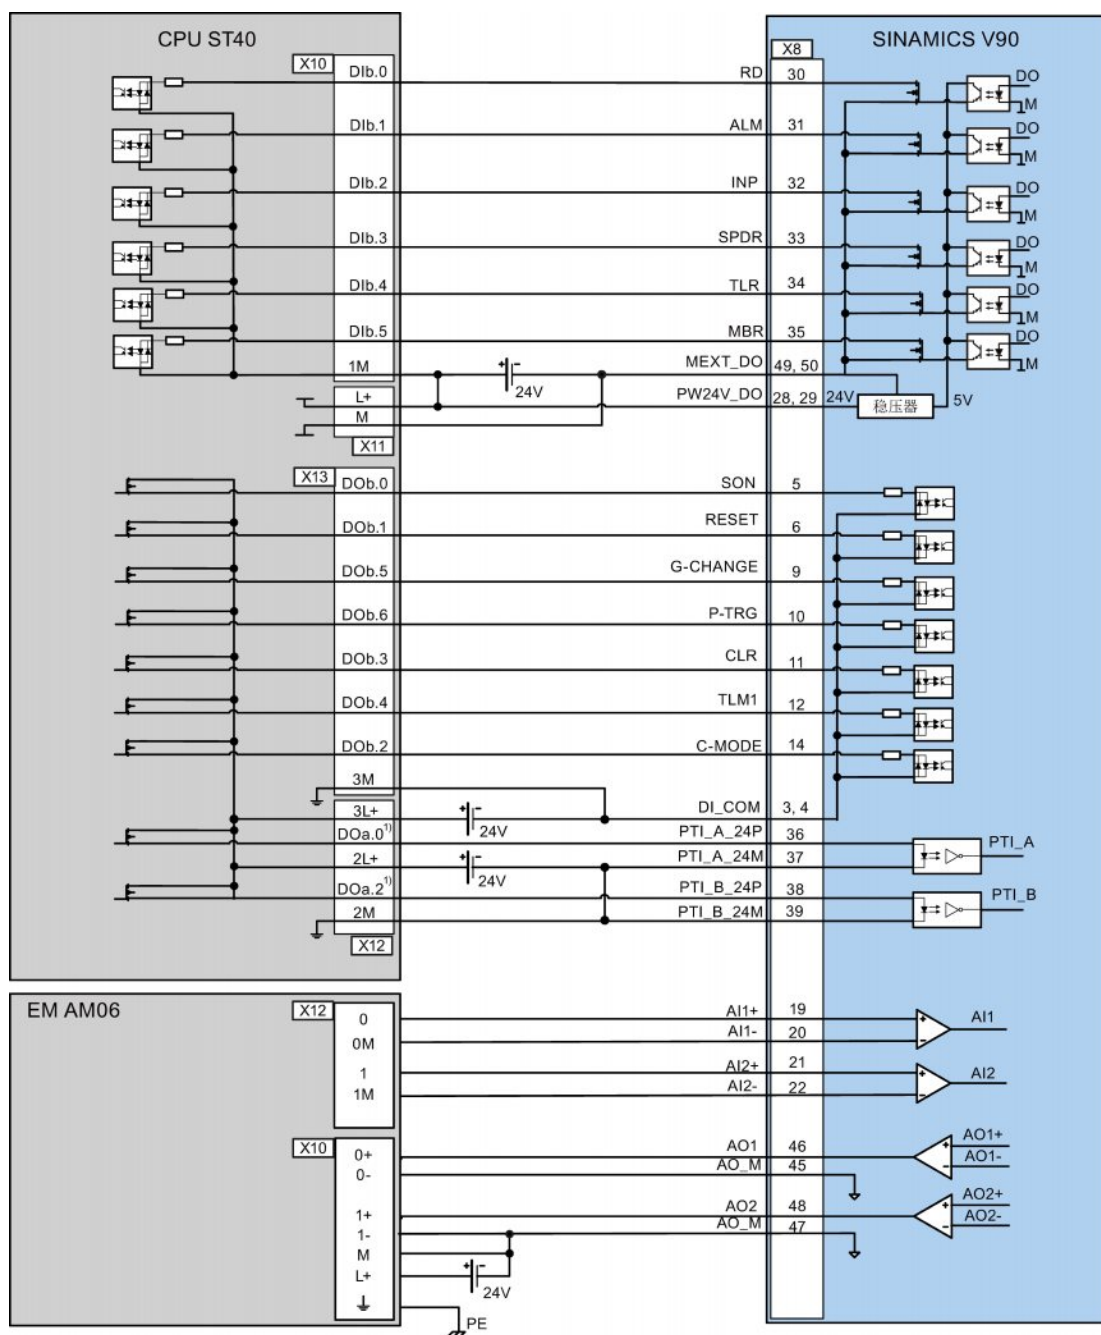 CPU ST40
SINAMICS V90
X10
X8
DIb.0
RD
30
DO
M
DIb.1
ALM
31
DO
M
DIb.2
INP
32
DO
M
DIb.3
SPDR
33
DO
M
DIb.4
TLR
34
DO
M
DIb.5
MBR
35
DO
M
1M
MEXT_DO
49, 50
24V
L+
PW24V_DO
28, 29
24V
稳压器
5V
M
X11
X13
DOb.0
SON
5
DOb.1
RESET
6
DOb.5
G-CHANGE
9
DOb.6
P-TRG
10
DOb.3
CLR
11
DOb.4
TLM1
12
DOb.2
C-MODE
14
3M
3L+
24V
DI_COM
3, 4
DOa.0¹⁾
PTI_A_24P
36
PTI_A
2L+
24V
PTI_A_24M
37
DOa.2¹⁾
PTI_B_24P
38
PTI_B
2M
PTI_B_24M
39
X12
EM AM06
X12
0
AI1+
19
AI1
0M
AI1-
20
1
AI2+
21
AI2
1M
AI2-
22
X10
0+
AO1
46
AO1+
0-
AO_M
45
AO1-
1+
AO2
48
AO2+
1-
AO_M
47
AO2-
M
L+
24V
PE